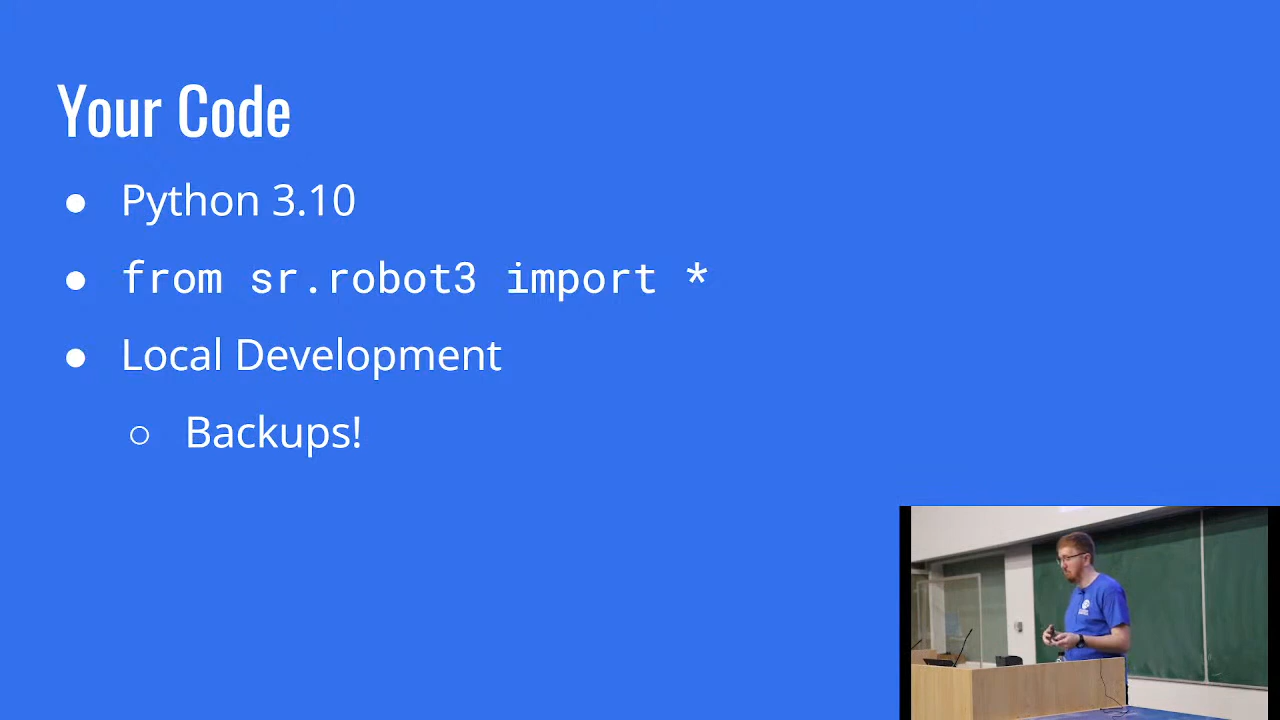 Your Code
● Python 3.10
● from sr.robot3 import *
● Local Development
○ Backups!